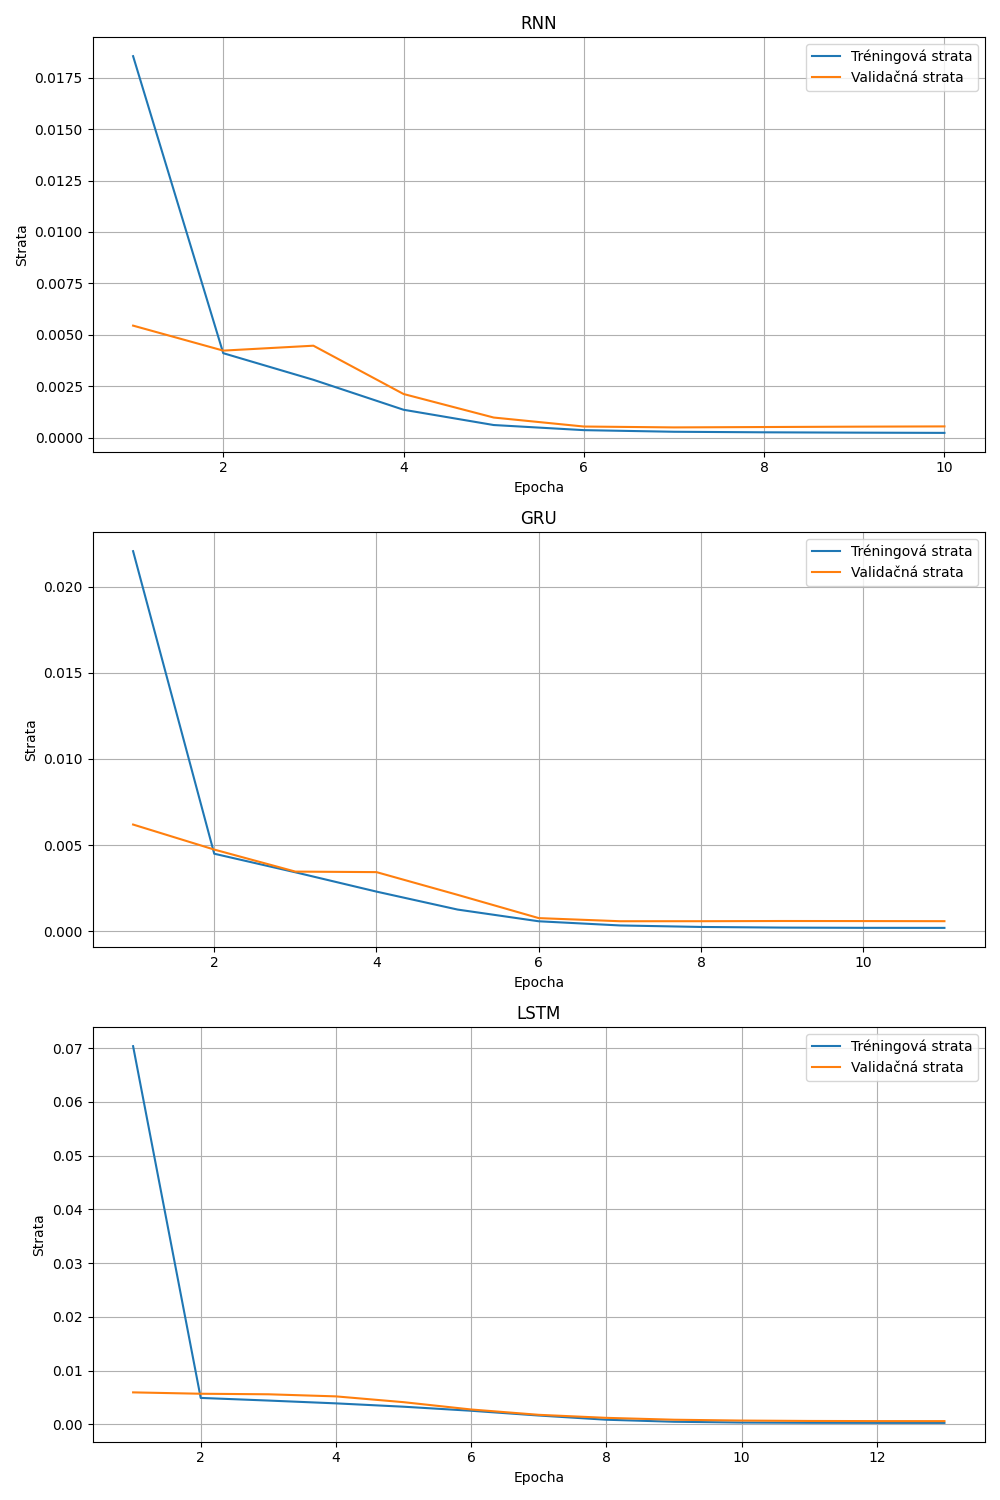 RNN
Tréningová strata
Validačná strata
0.0175
0.0150
0.0125
0.0100
0.0075
0.0050
0.0025
0.0000
Strata
2 4 6 8 10
Epocha
GRU
Tréningová strata
Validačná strata
0.020
0.015
0.010
0.005
0.000
Strata
2 4 6 8 10
Epocha
LSTM
Tréningová strata
Validačná strata
0.07
0.06
0.05
0.04
0.03
0.02
0.01
0.00
Strata
2 4 6 8 10 12
Epocha